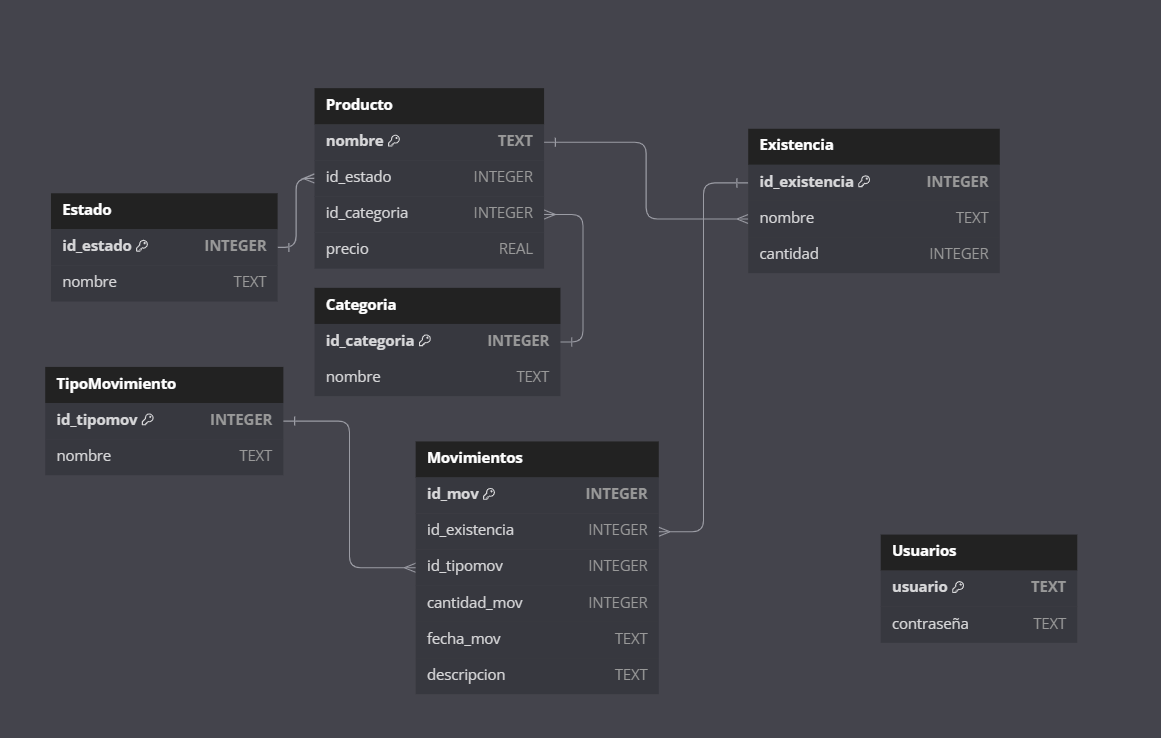 Producto
nombre TEXT
id_estado INTEGER
id_categoria INTEGER
precio REAL
Existencia
id_existencia INTEGER
nombre TEXT
cantidad INTEGER
Estado
id_estado INTEGER
nombre TEXT
Categoria
id_categoria INTEGER
nombre TEXT
TipoMovimiento
id_tipomov INTEGER
nombre TEXT
Movimientos
id_mov INTEGER
id_existencia INTEGER
id_tipomov INTEGER
cantidad_mov INTEGER
fecha_mov TEXT
descripcion TEXT
Usuarios
usuario TEXT
contraseña TEXT